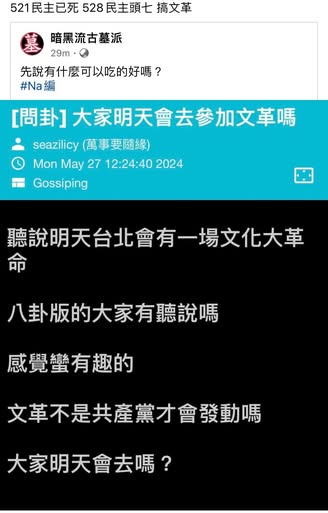 521民主已死 528民主頭七 搞文革
暗黑流古墓派
29m
先說有什麼可以吃的好嗎？
#Na編
[問卦] 大家明天會去參加文革嗎
seazilicy (萬事要隨緣)
Mon May 27 12:24:40 2024
Gossiping
聽說明天台北會有一場文化大革
命
八卦版的大家有聽說嗎
感覺蠻有趣的
文革不是共產黨才會發動嗎
大家明天會去嗎？